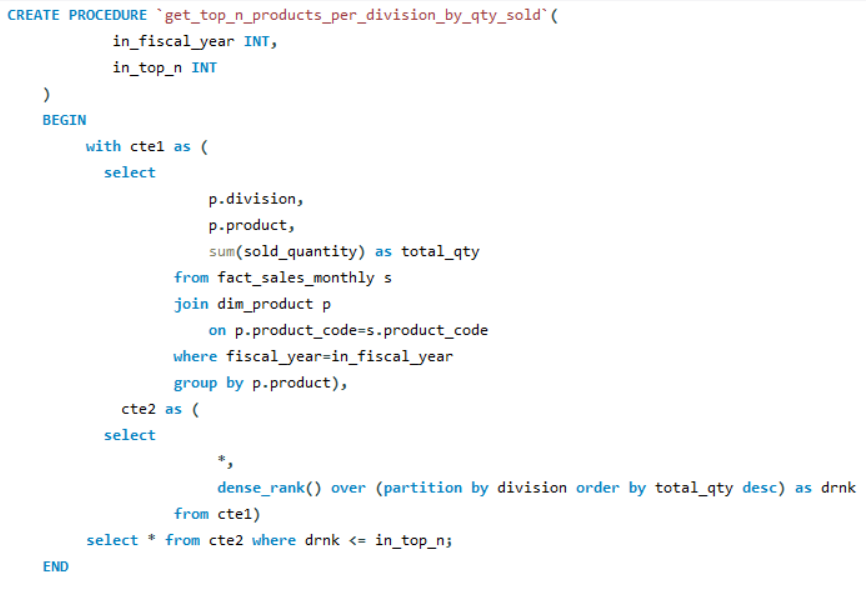 CREATE PROCEDURE `get_top_n_products_per_division_by_qty_sold`(
in_fiscal_year INT,
in_top_n INT
)
BEGIN
with cte1 as (
select
p.division,
p.product,
sum(sold_quantity) as total_qty
from fact_sales_monthly s
join dim_product p
on p.product_code=s.product_code
where fiscal_year=in_fiscal_year
group by p.product),
cte2 as (
select
*,
dense_rank() over (partition by division order by total_qty desc) as drnk
from cte1)
select * from cte2 where drnk <= in_top_n;
END